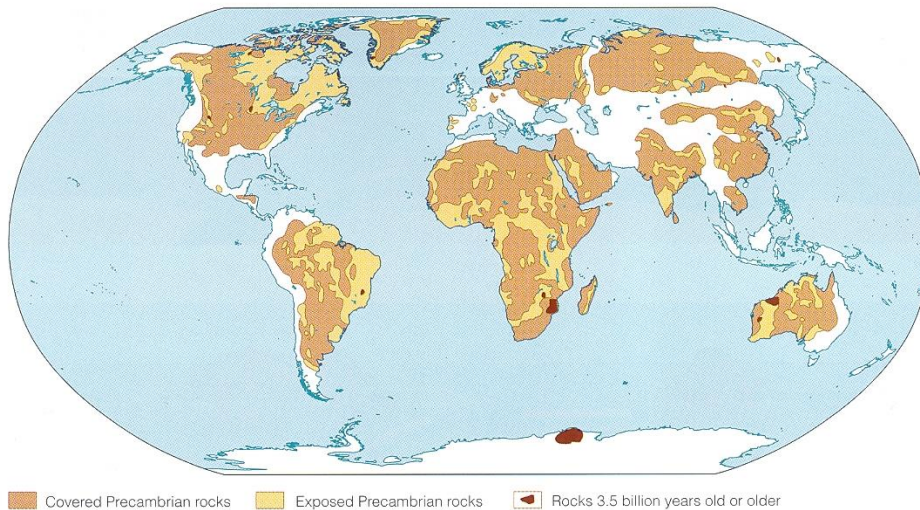 Covered Precambrian rocks
Exposed Precambrian rocks
Rocks 3.5 billion years old or older